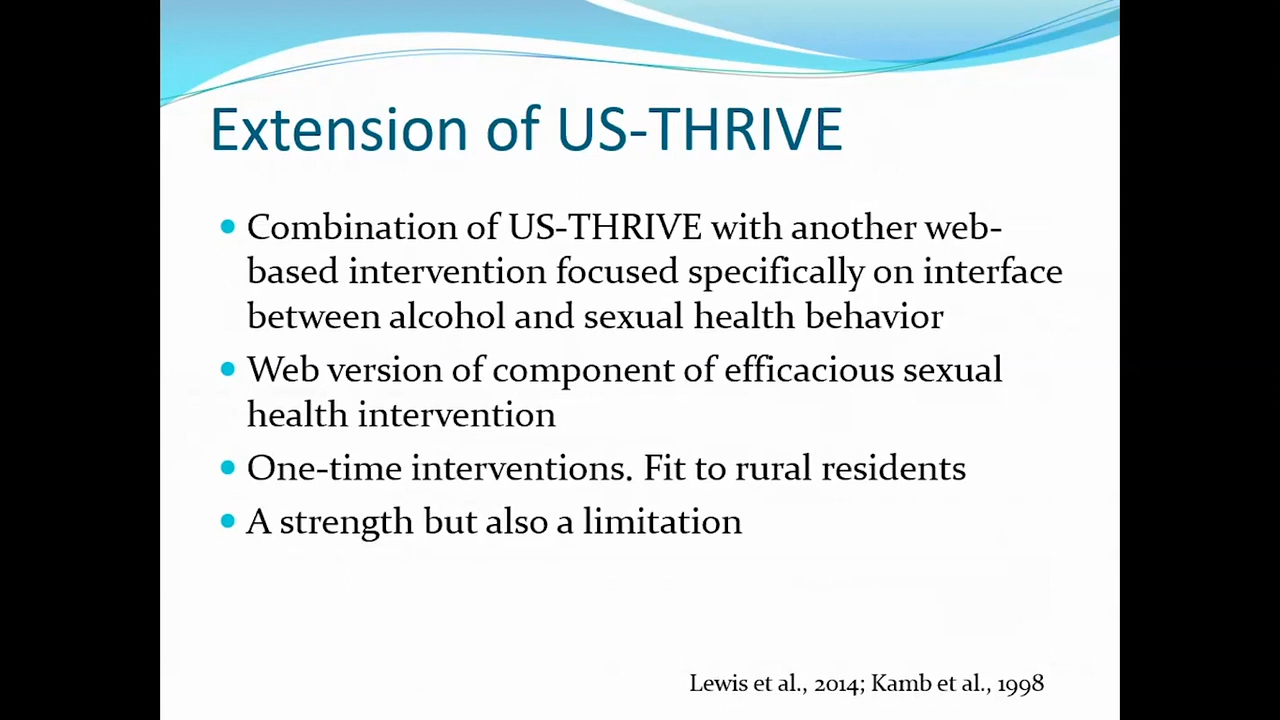 Extension of US-THRIVE
• Combination of US-THRIVE with another web-
based intervention focused specifically on interface
between alcohol and sexual health behavior
• Web version of component of efficacious sexual
health intervention
• One-time interventions. Fit to rural residents
• A strength but also a limitation
Lewis et al., 2014; Kamb et al., 1998